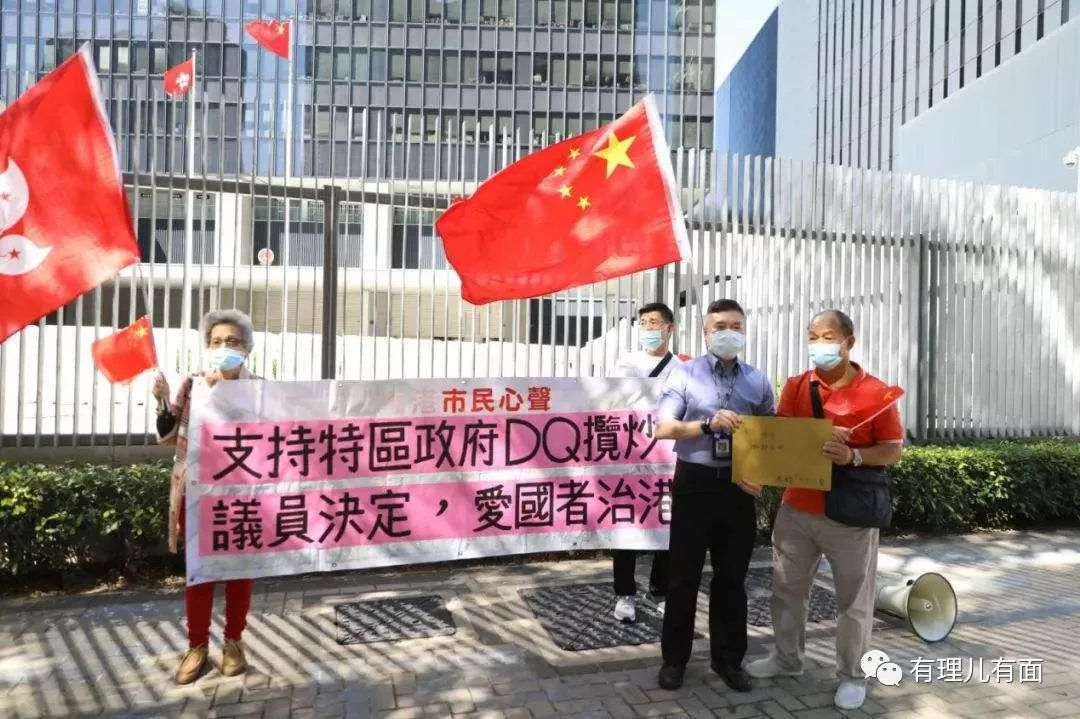 港市民心聲
支持特區政府DQ攬炒
議員決定，愛國者治港
有理儿有面